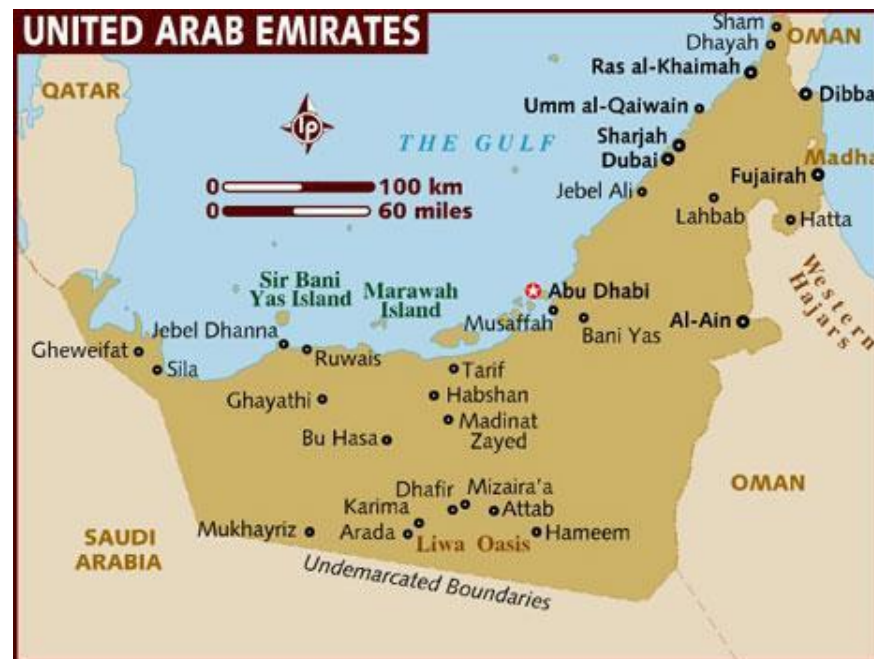 UNITED ARAB EMIRATES
Sham
OMAN
Dhayah
QATAR
Ras al-Khaimah
Dibba
Umm al-Qaiwain
lp
THE GULF
Sharjah
Dubai
Madha
0 100 km
Fujairah
Jebel Ali
0 60 miles
Lahbab
Hatta
Western
Hajars
Sir Bani
Yas Island
Marawah
Island
Abu Dhabi
Musaffah
Bani Yas
Al-Ain
Jebel Dhanna
Gheweifat
Ruwais
Sila
Tarif
Ghayathi
Habshan
Madinat
Zayed
Bu Hasa
OMAN
Dhafir
Mizaira'a
Karima
Attab
Mukhayriz
Arada
Hameem
Liwa Oasis
SAUDI
ARABIA
Undemarcated Boundaries